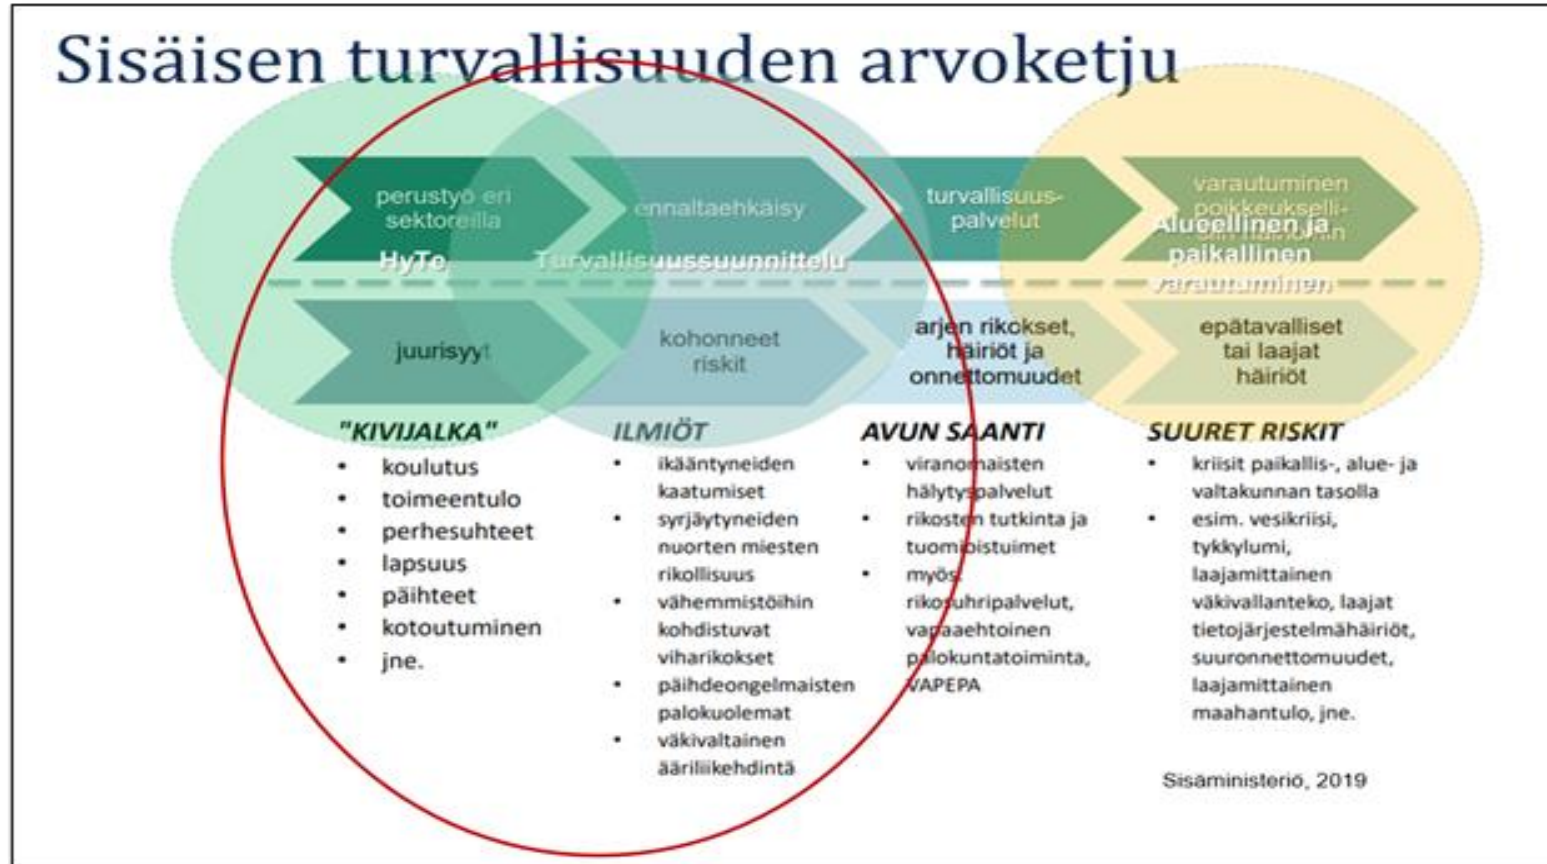 Sisäisen turvallisuuden arvoketju
perustyö eri
sektoreilla
ennaltaehkäisy
turvallisuus-
palvelut
varautuminen
poikkeukselli-
HyTe
Turvallisuussuunnittelu
Alueellinen ja
paikallinen
varautuminen
juurisyyt
kohonneet
riskit
arjen rikokset,
häiriöt ja
onnettomuudet
epätavalliset
tai laajat
häiriöt
"KIVIJALKA"
• koulutus
• toimeentulo
• perhesuhteet
• lapsuus
• päihteet
• kotoutuminen
• jne.
ILMIÖT
• ikääntyneiden
kaatumiset
• syrjäytyneiden
nuorten miesten
rikollisuus
• vähemmistöihin
kohdistuvat
viharikokset
• päihdeongelmaisten
palokuolemat
• väkivaltainen
ääriliikehdintä
AVUN SAANTI
• viranomaisten
hälytyspalvelut
• rikosten tutkinta ja
tuomioistuimet
• myös
rikosuhripalvelut,
vapaaehtoinen
palokuntatoiminta,
VAPEPA
SUURET RISKIT
• kriisit paikallis-, alue- ja
valtakunnan tasolla
• esim. vesikriisi,
tykkylumi,
laajamittainen
väkivallanteko, laajat
tietojärjestelmähäiriöt,
suuronnettomuudet,
laajamittainen
maahantulo, jne.
Sisäministeriö, 2019